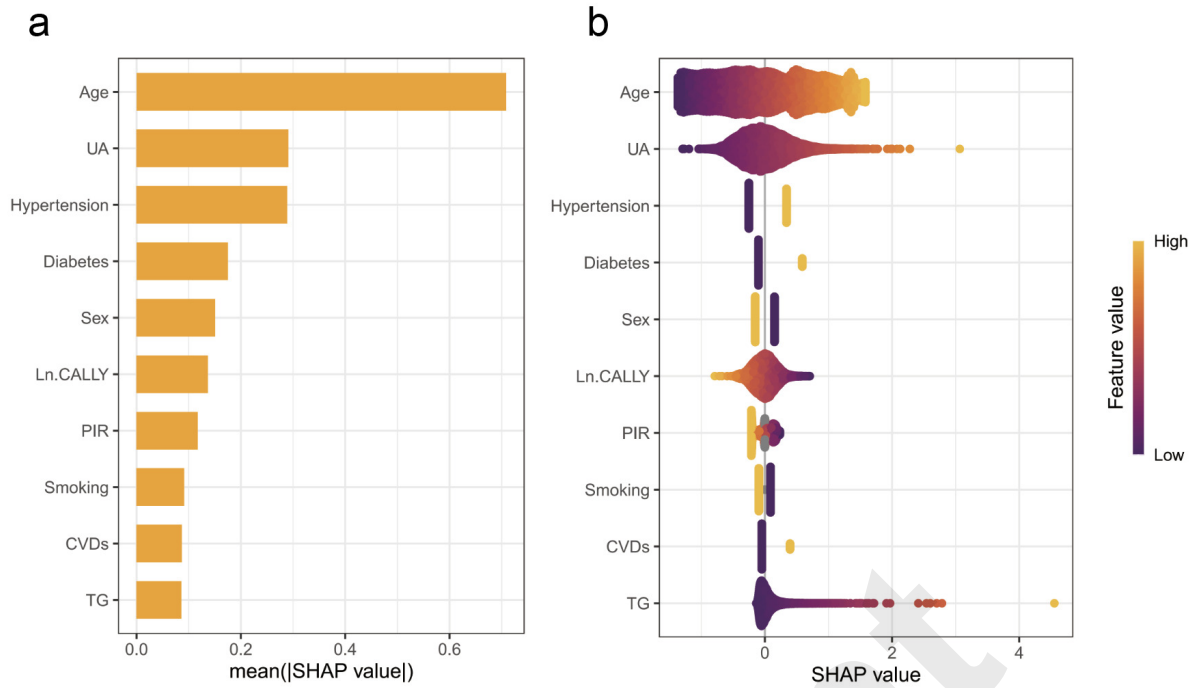 a
Age
UA
Hypertension
Diabetes
Sex
Ln.CALLY
PIR
Smoking
CVDs
TG
0.0 0.2 0.4 0.6
mean(|SHAP value|)
b
Age
UA
Hypertension
Diabetes
Sex
Ln.CALLY
PIR
Smoking
CVDs
TG
0 2 4
SHAP value
Feature value
High
Low